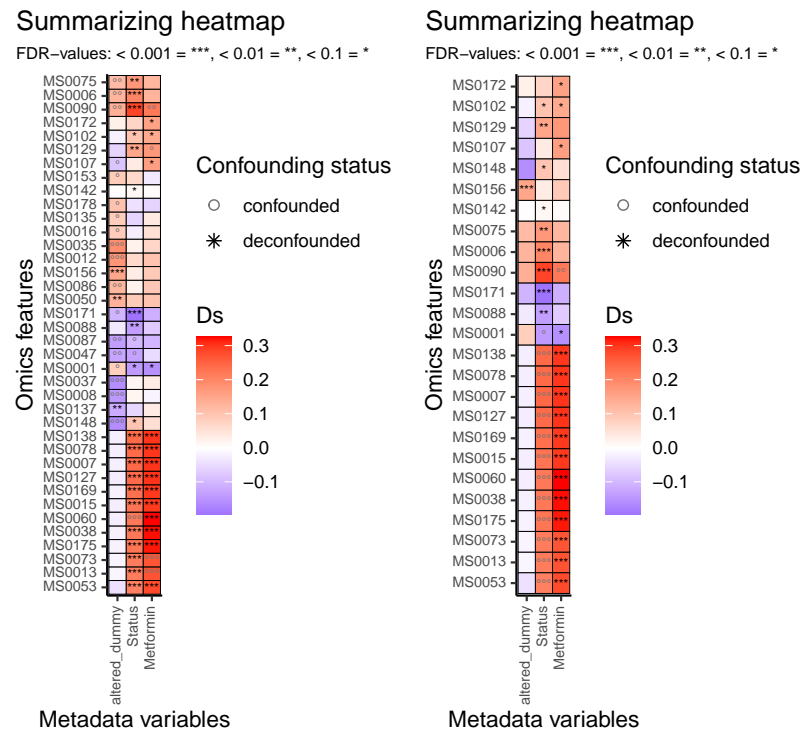 Summarizing heatmap
FDR−values: < 0.001 = ***, < 0.01 = **, < 0.1 = *
Omics features
MS0075 °° **
MS0006 °° ***
MS0090 °° *** °°
MS0172 *
MS0102 * *
MS0129 ** °
MS0107 ° *
MS0153 °
MS0142 *
MS0178 °
MS0135 °
MS0016 °
MS0035 °°°
MS0012 °°°
MS0156 ***
MS0086 °°
MS0050 **
MS0171 ° ***
MS0088 **
MS0087 °° °
MS0047 °° °
MS0001 ° * *
MS0037 °°°
MS0008 °°°
MS0137 **
MS0148 °°° *
MS0138 *** ***
MS0078 *** ***
MS0007 *** ***
MS0127 *** ***
MS0169 *** ***
MS0015 *** ***
MS0060 °°° ***
MS0038 *** ***
MS0175 *** ***
MS0073 *** °°°
MS0013 *** °°°
MS0053 *** ***
altered_dummy
Status
Metformin
Metadata variables
Confounding status
confounded
deconfounded
Ds
0.3
0.2
0.1
0.0
−0.1
Summarizing heatmap
FDR−values: < 0.001 = ***, < 0.01 = **, < 0.1 = *
Omics features
MS0172 *
MS0102 * *
MS0129 **
MS0107 *
MS0148 *
MS0156 ***
MS0142 *
MS0075 **
MS0006 ***
MS0090 *** °°
MS0171 ***
MS0088 **
MS0001 ° *
MS0138 °°° ***
MS0078 °°° ***
MS0007 °°° ***
MS0127 °°° ***
MS0169 °°° ***
MS0015 °°° ***
MS0060 °°° ***
MS0038 °°° ***
MS0175 °°° ***
MS0073 °°° ***
MS0013 °°° ***
MS0053 °°° ***
altered_dummy
Status
Metformin
Metadata variables
Confounding status
confounded
deconfounded
Ds
0.3
0.2
0.1
0.0
−0.1